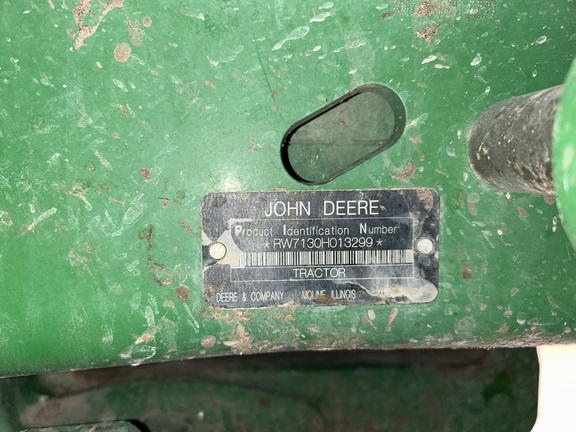 JOHN DEERE
Product Identification Number
*RW7130H013299*
TRACTOR
DEERE & COMPANY MOLINE, ILLINOIS